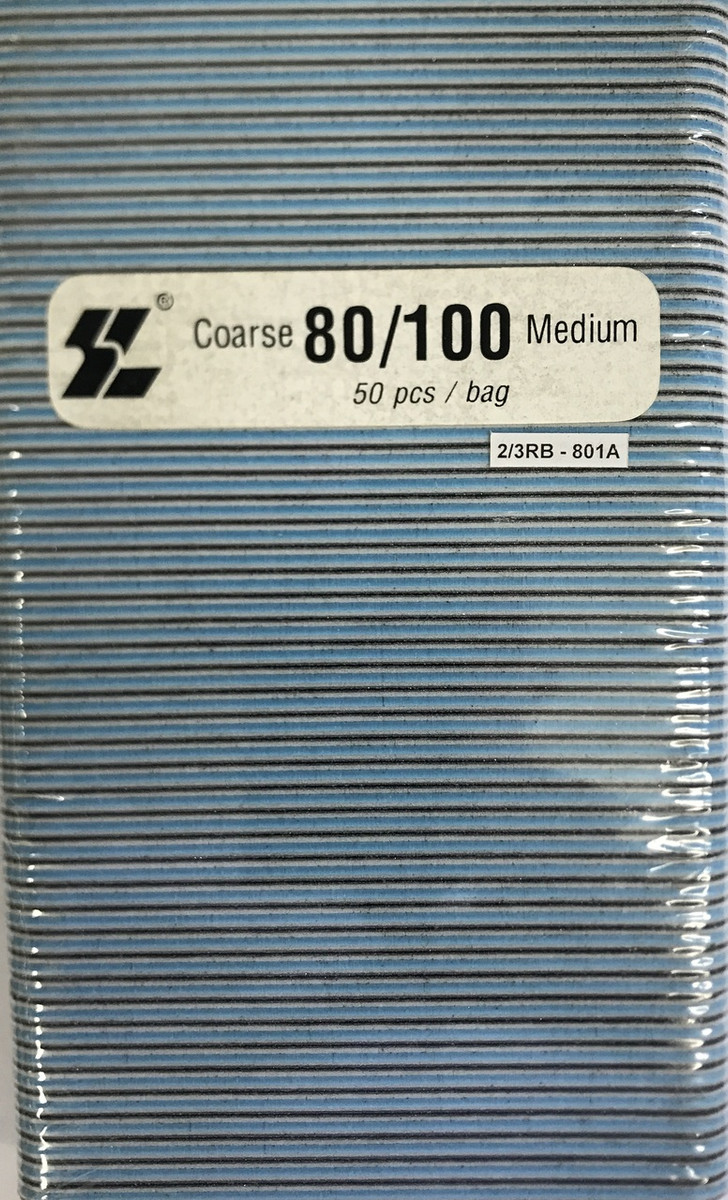 ® Coarse 80/100 Medium
50 pcs / bag
2/3RB - 801A